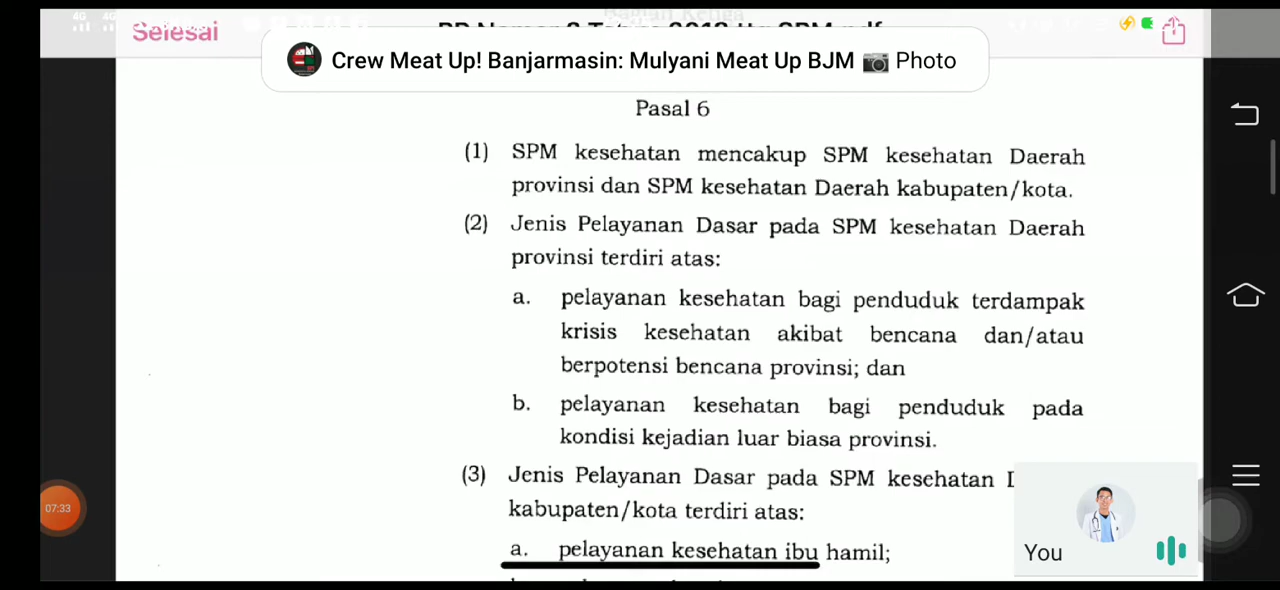 4G 4G
Bagian Ketiga
Selesai
Crew Meat Up! Banjarmasin: Mulyani Meat Up BJM 📷 Photo
Pasal 6
(1) SPM kesehatan mencakup SPM kesehatan Daerah
provinsi dan SPM kesehatan Daerah kabupaten/kota.
(2) Jenis Pelayanan Dasar pada SPM kesehatan Daerah
provinsi terdiri atas:
a. pelayanan kesehatan bagi penduduk terdampak
krisis kesehatan akibat bencana dan/atau
berpotensi bencana provinsi; dan
b. pelayanan kesehatan bagi penduduk pada
kondisi kejadian luar biasa provinsi.
(3) Jenis Pelayanan Dasar pada SPM kesehatan
kabupaten/kota terdiri atas:
07:33
a. pelayanan kesehatan ibu hamil;
You